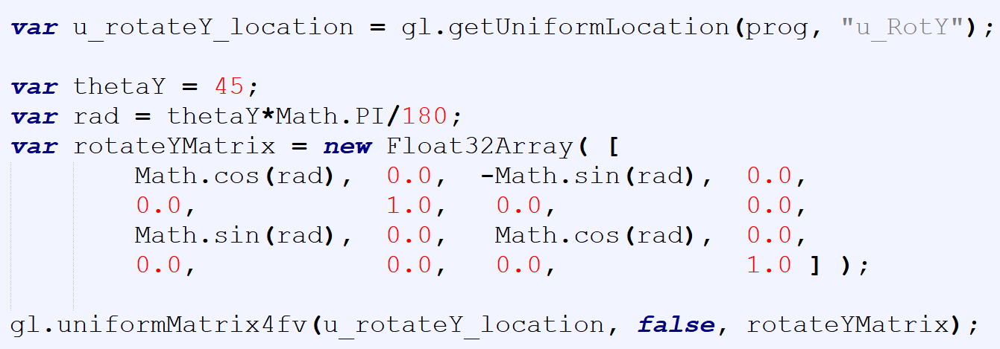 var u_rotateY_location = gl.getUniformLocation(prog, "u_RotY");
var thetaY = 45;
var rad = thetaY*Math.PI/180;
var rotateYMatrix = new Float32Array( [
Math.cos(rad), 0.0, -Math.sin(rad), 0.0,
0.0, 1.0, 0.0, 0.0,
Math.sin(rad), 0.0, Math.cos(rad), 0.0,
0.0, 0.0, 0.0, 1.0 ] );
gl.uniformMatrix4fv(u_rotateY_location, false, rotateYMatrix);